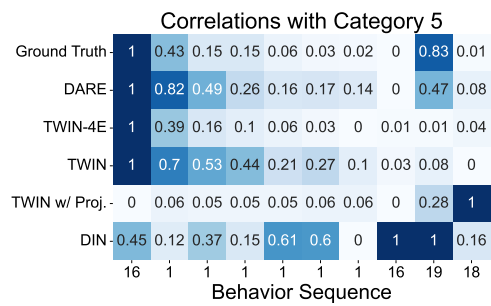 Correlations with Category 5
Ground Truth 1 0.43 0.15 0.15 0.06 0.03 0.02 0 0.83 0.01
DARE 1 0.82 0.49 0.26 0.16 0.17 0.14 0 0.47 0.08
TWIN-4E 1 0.39 0.16 0.1 0.06 0.03 0 0.01 0.01 0.04
TWIN 1 0.7 0.53 0.44 0.21 0.27 0.1 0.03 0.08 0
TWIN w/ Proj. 0 0.06 0.05 0.05 0.05 0.06 0.06 0 0.28 1
DIN 0.45 0.12 0.37 0.15 0.61 0.6 0 1 1 0.16
16 1 1 1 1 1 1 16 19 18
Behavior Sequence